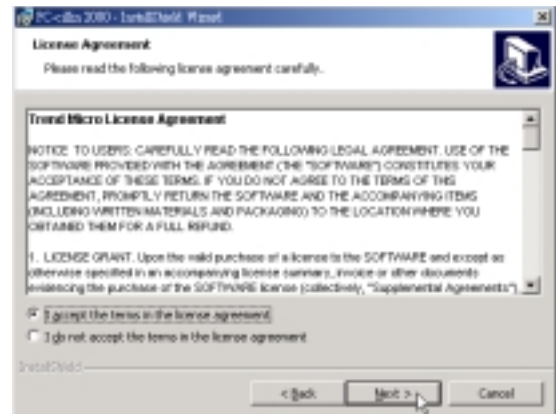 PC-cillin 2000 - InstallShield Wizard
License Agreement
Please read the following license agreement carefully.
Trend Micro License Agreement
NOTICE TO USERS: CAREFULLY READ THE FOLLOWING LEGAL AGREEMENT. USE OF THE
SOFTWARE PROVIDED WITH THE AGREEMENT (THE "SOFTWARE") CONSTITUTES YOUR
ACCEPTANCE OF THESE TERMS. IF YOU DO NOT AGREE TO THE TERMS OF THIS
AGREEMENT, PROMPTLY RETURN THE SOFTWARE AND THE ACCOMPANYING ITEMS
(INCLUDING WRITTEN MATERIALS AND PACKAGING) TO THE LOCATION WHERE YOU
OBTAINED THEM FOR A FULL REFUND.
1. LICENSE GRANT. Upon the valid purchase of a license to the SOFTWARE and except as
otherwise specified in an accompanying license summary, invoice or other documents
evidencing the purchase of the SOFTWARE license (collectively, "Supplemental Agreements")
I accept the terms in the license agreement
I do not accept the terms in the license agreement
InstallShield
< Back
Next >
Cancel